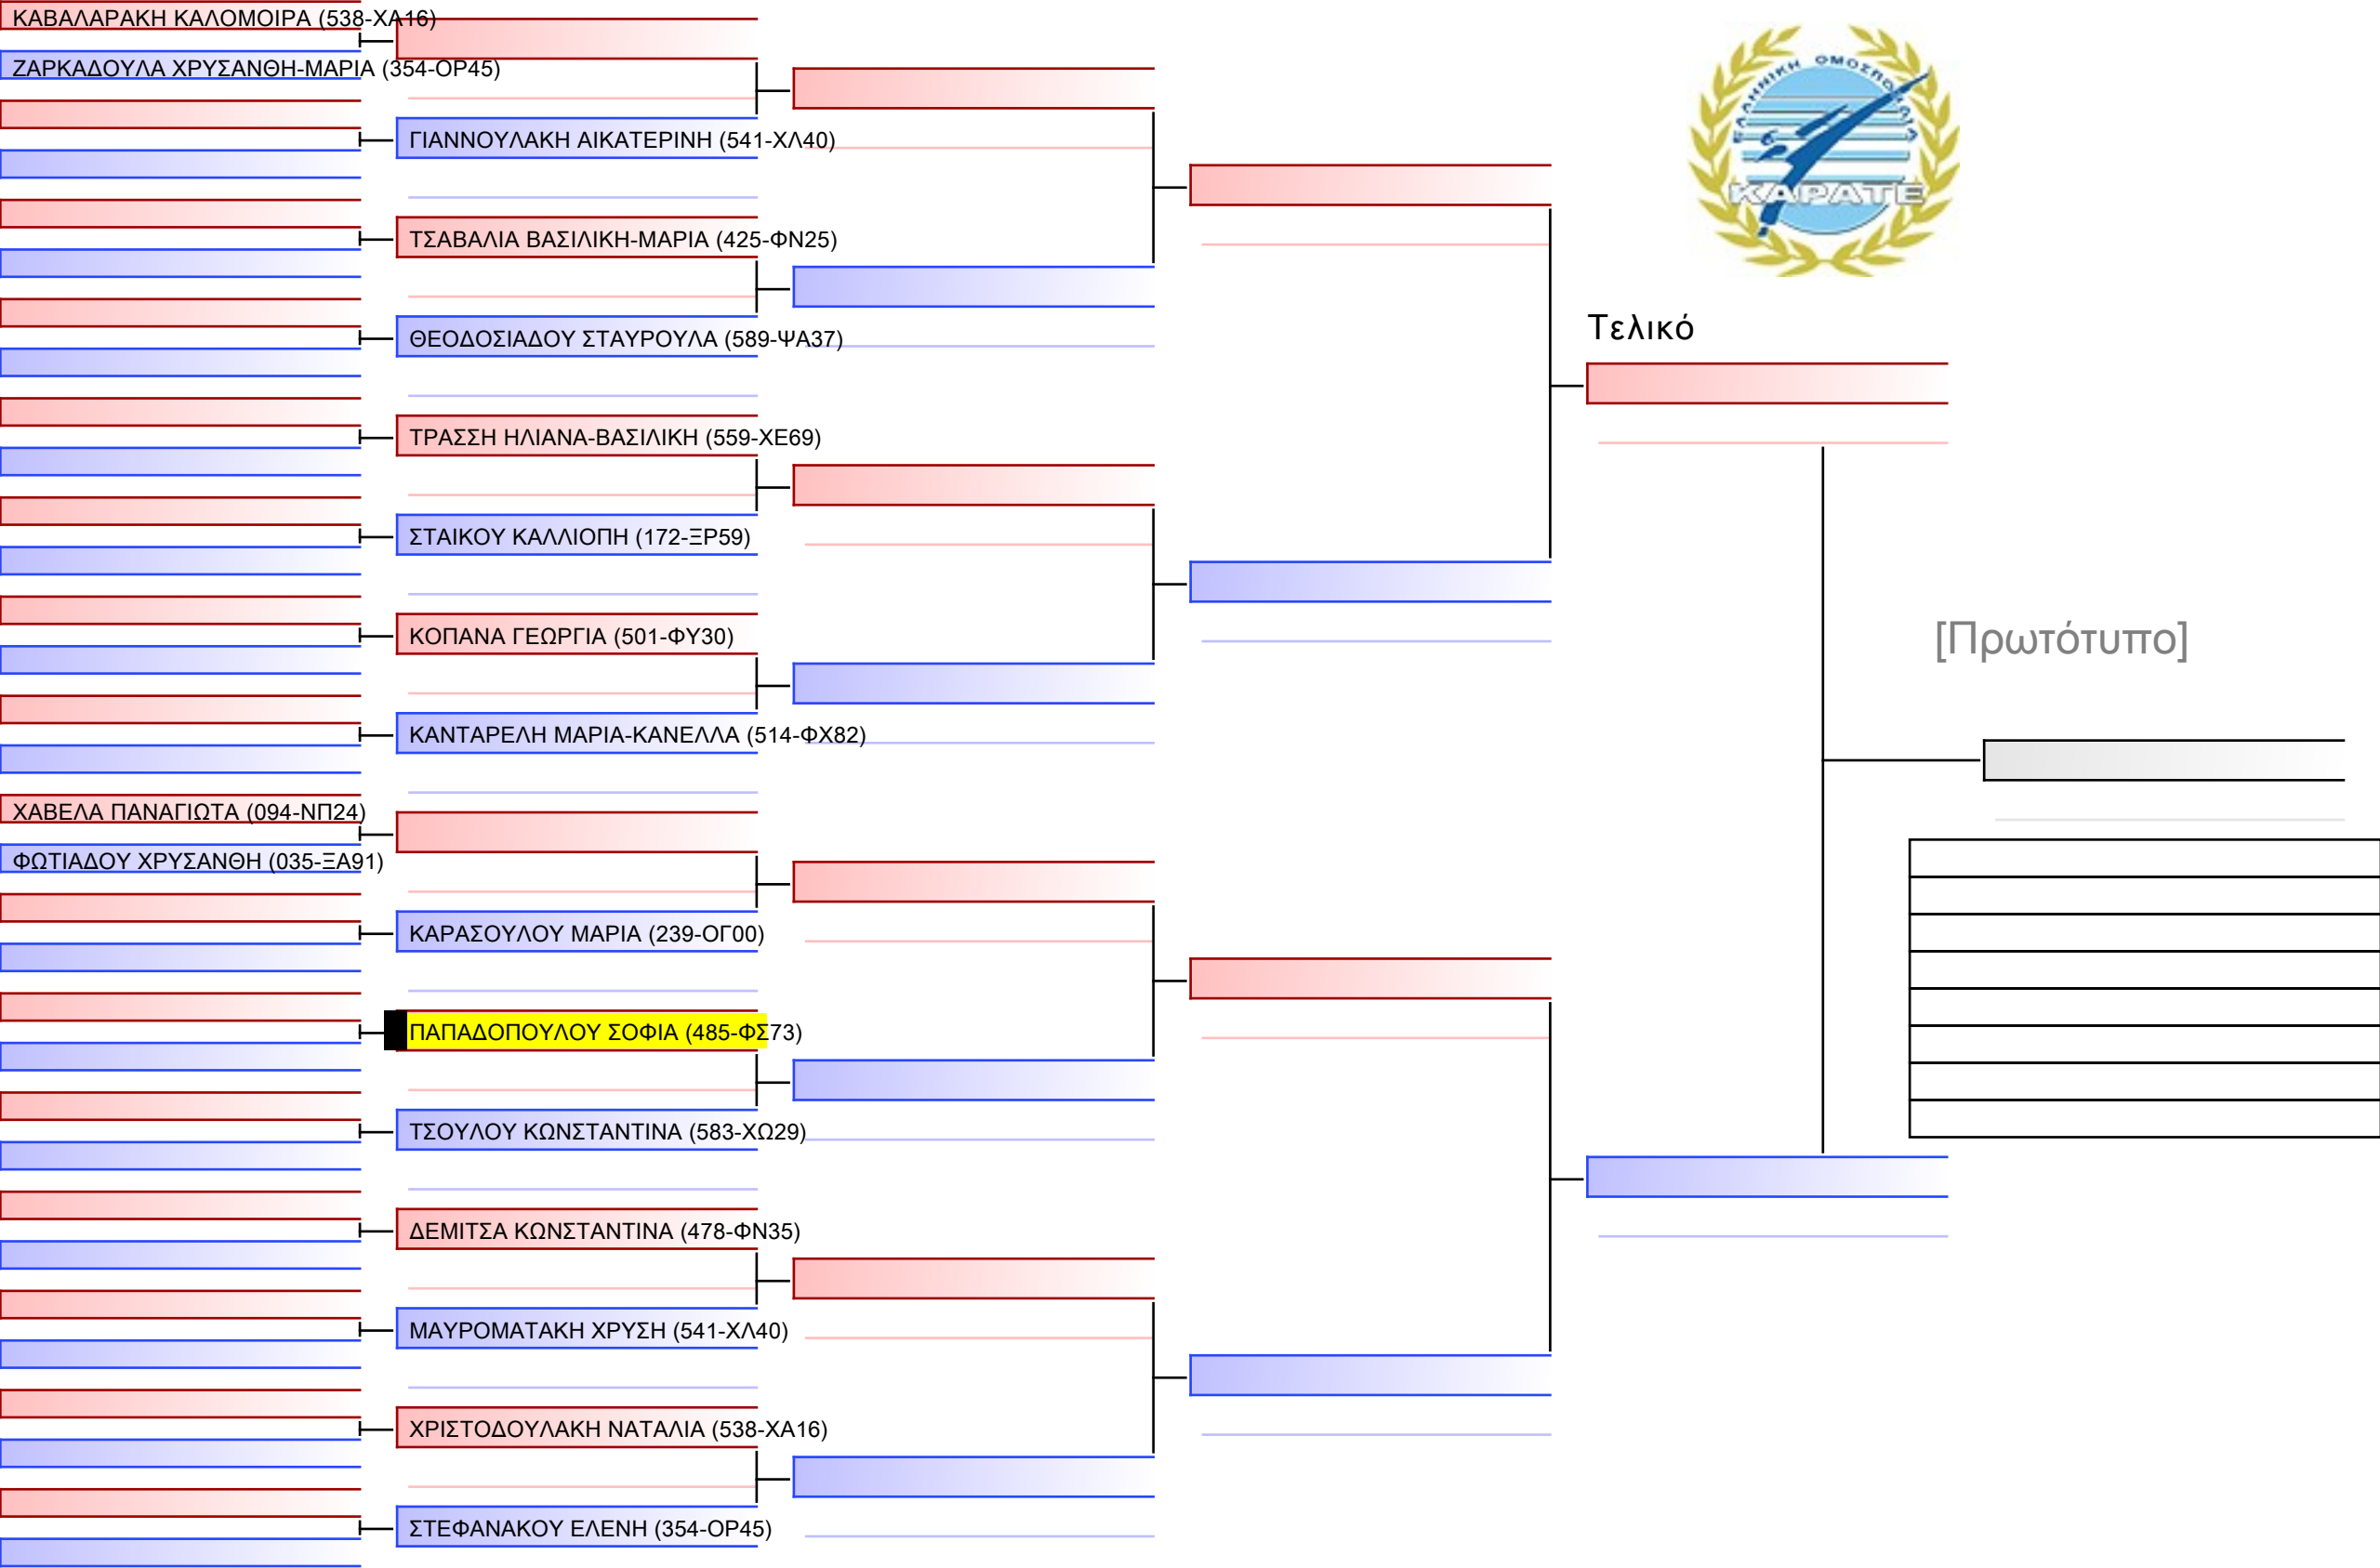 ΚΑΒΑΛΑΡΑΚΗ ΚΑΛΟΜΟΙΡΑ (538-ΧΑ16)
ΖΑΡΚΑΔΟΥΛΑ ΧΡΥΣΑΝΘΗ-ΜΑΡΙΑ (354-ΟΡ45)
ΓΙΑΝΝΟΥΛΑΚΗ ΑΙΚΑΤΕΡΙΝΗ (541-ΧΛ40)
ΤΣΑΒΑΛΙΑ ΒΑΣΙΛΙΚΗ-ΜΑΡΙΑ (425-ΦΝ25)
ΘΕΟΔΟΣΙΑΔΟΥ ΣΤΑΥΡΟΥΛΑ (589-ΨΑ37)
ΤΡΑΣΣΗ ΗΛΙΑΝΑ-ΒΑΣΙΛΙΚΗ (559-ΧΕ69)
ΣΤΑΙΚΟΥ ΚΑΛΛΙΟΠΗ (172-ΞΡ59)
ΚΟΠΑΝΑ ΓΕΩΡΓΙΑ (501-ΦΥ30)
ΚΑΝΤΑΡΕΛΗ ΜΑΡΙΑ-ΚΑΝΕΛΛΑ (514-ΦΧ82)
ΧΑΒΕΛΑ ΠΑΝΑΓΙΩΤΑ (094-ΝΠ24)
ΦΩΤΙΑΔΟΥ ΧΡΥΣΑΝΘΗ (035-ΞΑ91)
ΚΑΡΑΣΟΥΛΟΥ ΜΑΡΙΑ (239-ΟΓ00)
ΠΑΠΑΔΟΠΟΥΛΟΥ ΣΟΦΙΑ (485-ΦΣ73)
ΤΣΟΥΛΟΥ ΚΩΝΣΤΑΝΤΙΝΑ (583-ΧΩ29)
ΔΕΜΙΤΣΑ ΚΩΝΣΤΑΝΤΙΝΑ (478-ΦΝ35)
ΜΑΥΡΟΜΑΤΑΚΗ ΧΡΥΣΗ (541-ΧΛ40)
ΧΡΙΣΤΟΔΟΥΛΑΚΗ ΝΑΤΑΛΙΑ (538-ΧΑ16)
ΣΤΕΦΑΝΑΚΟΥ ΕΛΕΝΗ (354-ΟΡ45)
ΕΛΛΗΝΙΚΗ ΟΜΟΣΠΟΝΔΙΑ
ΚΑΡΑΤΕ
Τελικό
[Πρωτότυπο]